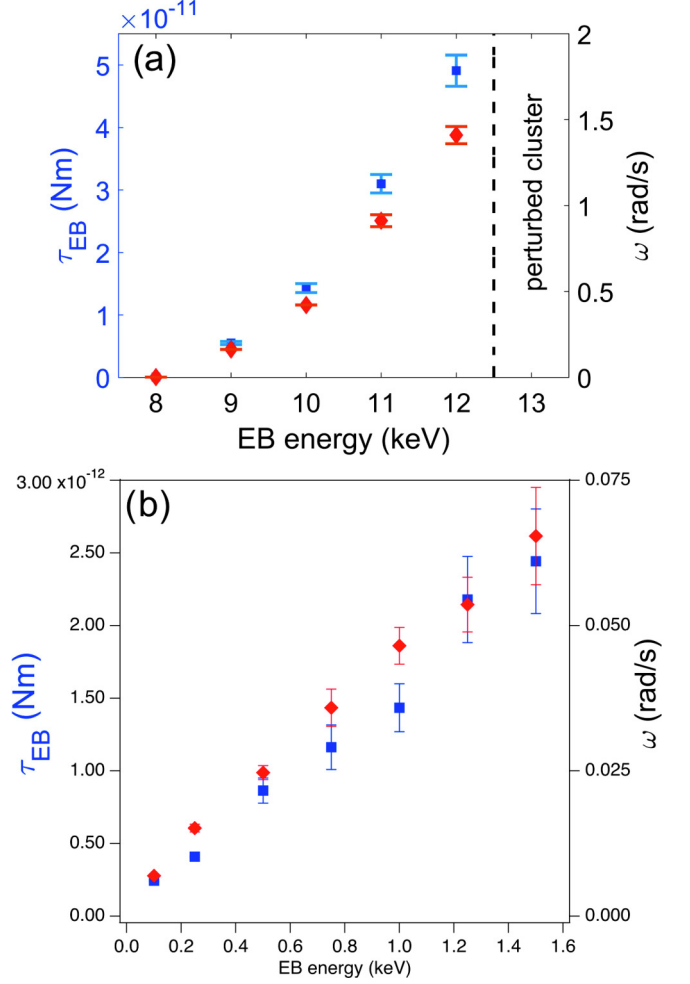 ×10-11
(a)
5
4
3
2
1
0
τEB (Nm)
2
1.5
1
0.5
0
ω (rad/s)
perturbed cluster
8 9 10 11 12 13
EB energy (keV)
(b)
3.00 x10-12
2.50
2.00
1.50
1.00
0.50
0.00
τEB (Nm)
0.075
0.050
0.025
0.000
ω (rad/s)
0.0 0.2 0.4 0.6 0.8 1.0 1.2 1.4 1.6
EB energy (keV)